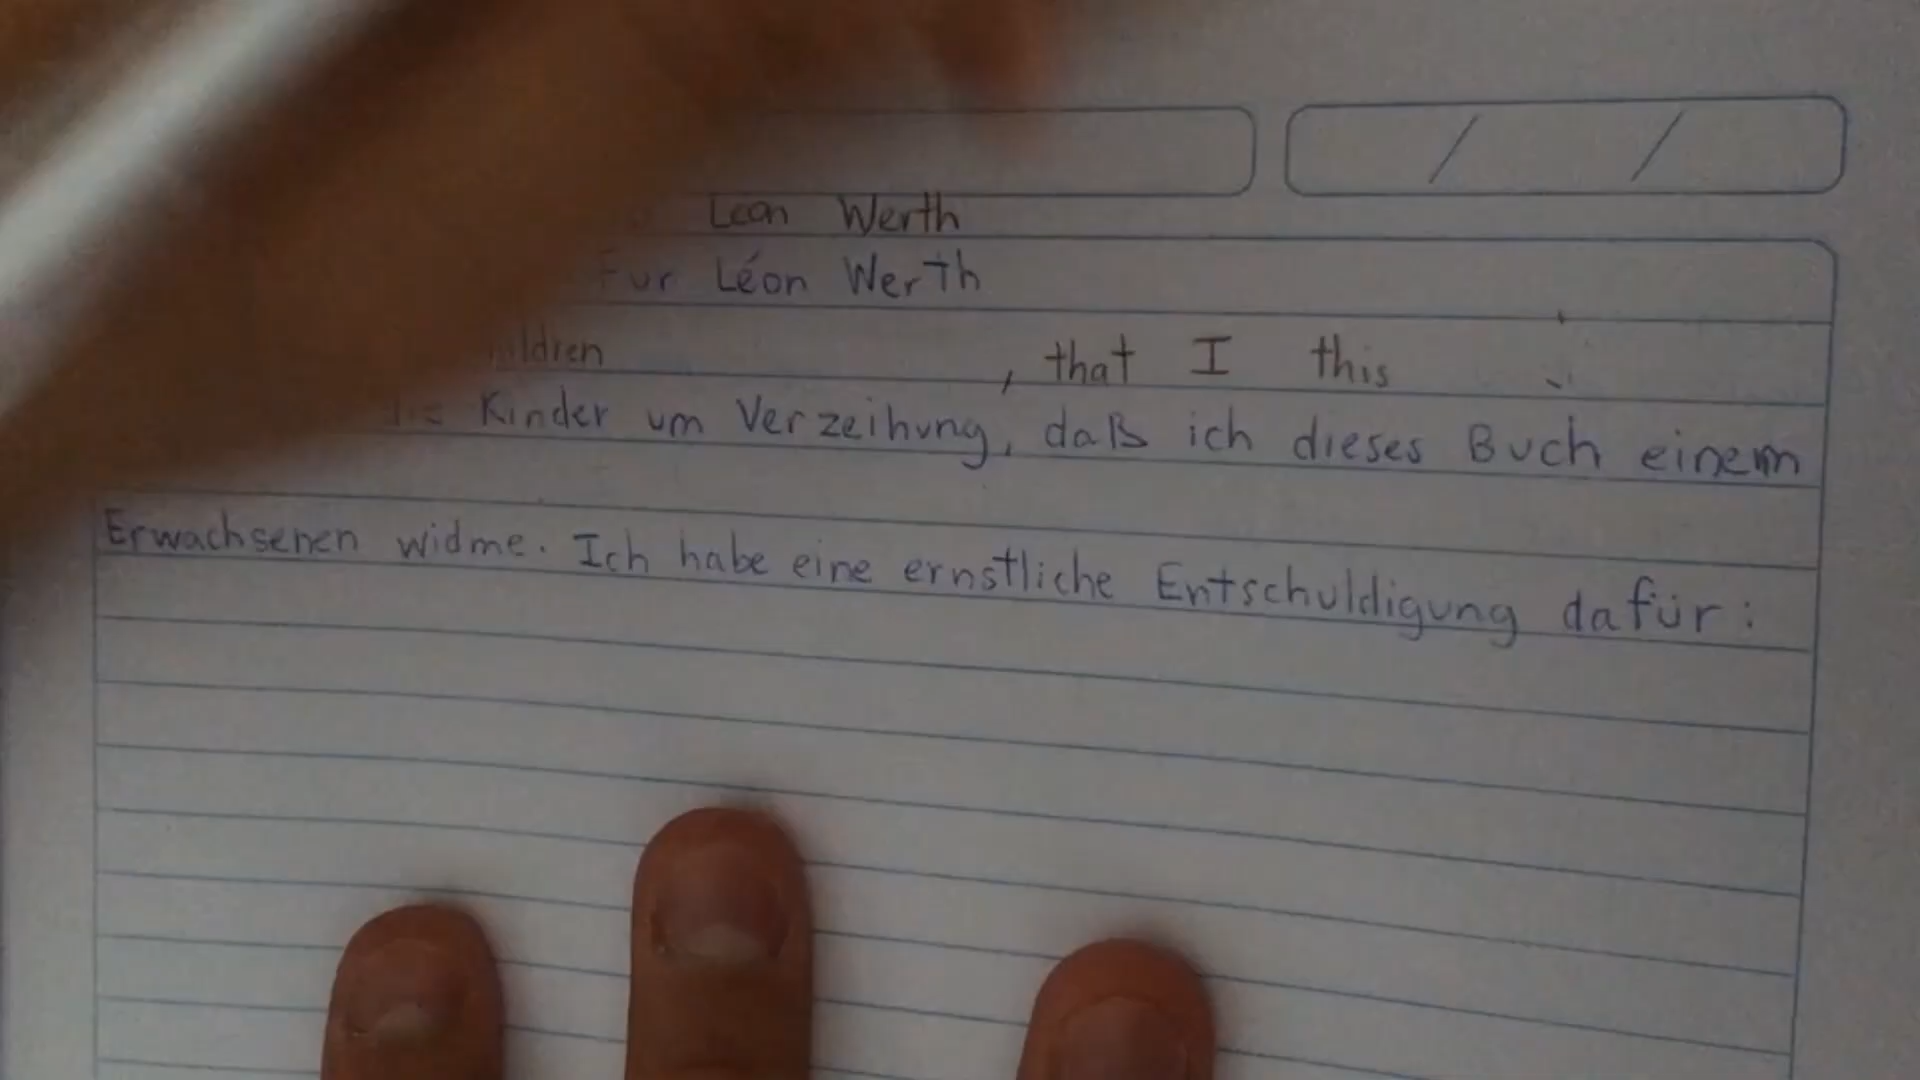 Leon Werth
Für Léon Werth
, that I this
Kinder um Verzeihung, daß ich dieses Buch einem
Erwachsenen widme. Ich habe eine ernstliche Entschuldigung dafür: